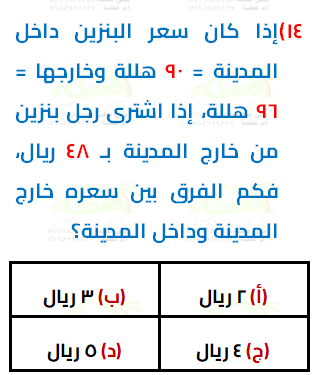 ١٤)إذا كان سعر البنزين داخل
المدينة = ٩٠ هللة وخارجها =
٩٦ هللة، إذا اشترى رجل بنزين
من خارج المدينة بـ ٤٨ ريال،
فكم الفرق بين سعره خارج
المدينة وداخل المدينة؟
(أ) ٢ ريال (ب) ٣ ريال
(ج) ٤ ريال (د) ٥ ريال